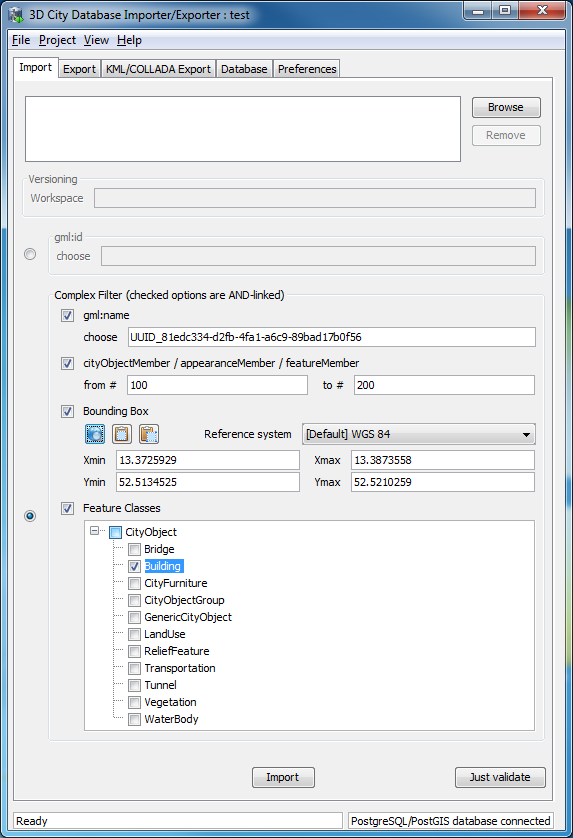 3D City Database Importer/Exporter : test
File Project View Help
Import Export KML/COLLADA Export Database Preferences
Browse
Remove
Versioning
Workspace
gml:id
choose
Complex Filter (checked options are AND-linked)
gml:name
choose UUID_81edc334-d2fb-4fa1-a6c9-89bad17b0f56
cityObjectMember / appearanceMember / featureMember
from # 100 to # 200
Bounding Box
Reference system [Default] WGS 84
Xmin 13.3725929 Xmax 13.3873558
Ymin 52.5134525 Ymax 52.5210259
Feature Classes
CityObject
Bridge
Building
CityFurniture
CityObjectGroup
GenericCityObject
LandUse
ReliefFeature
Transportation
Tunnel
Vegetation
WaterBody
Import Just validate
Ready PostgreSQL/PostGIS database connected